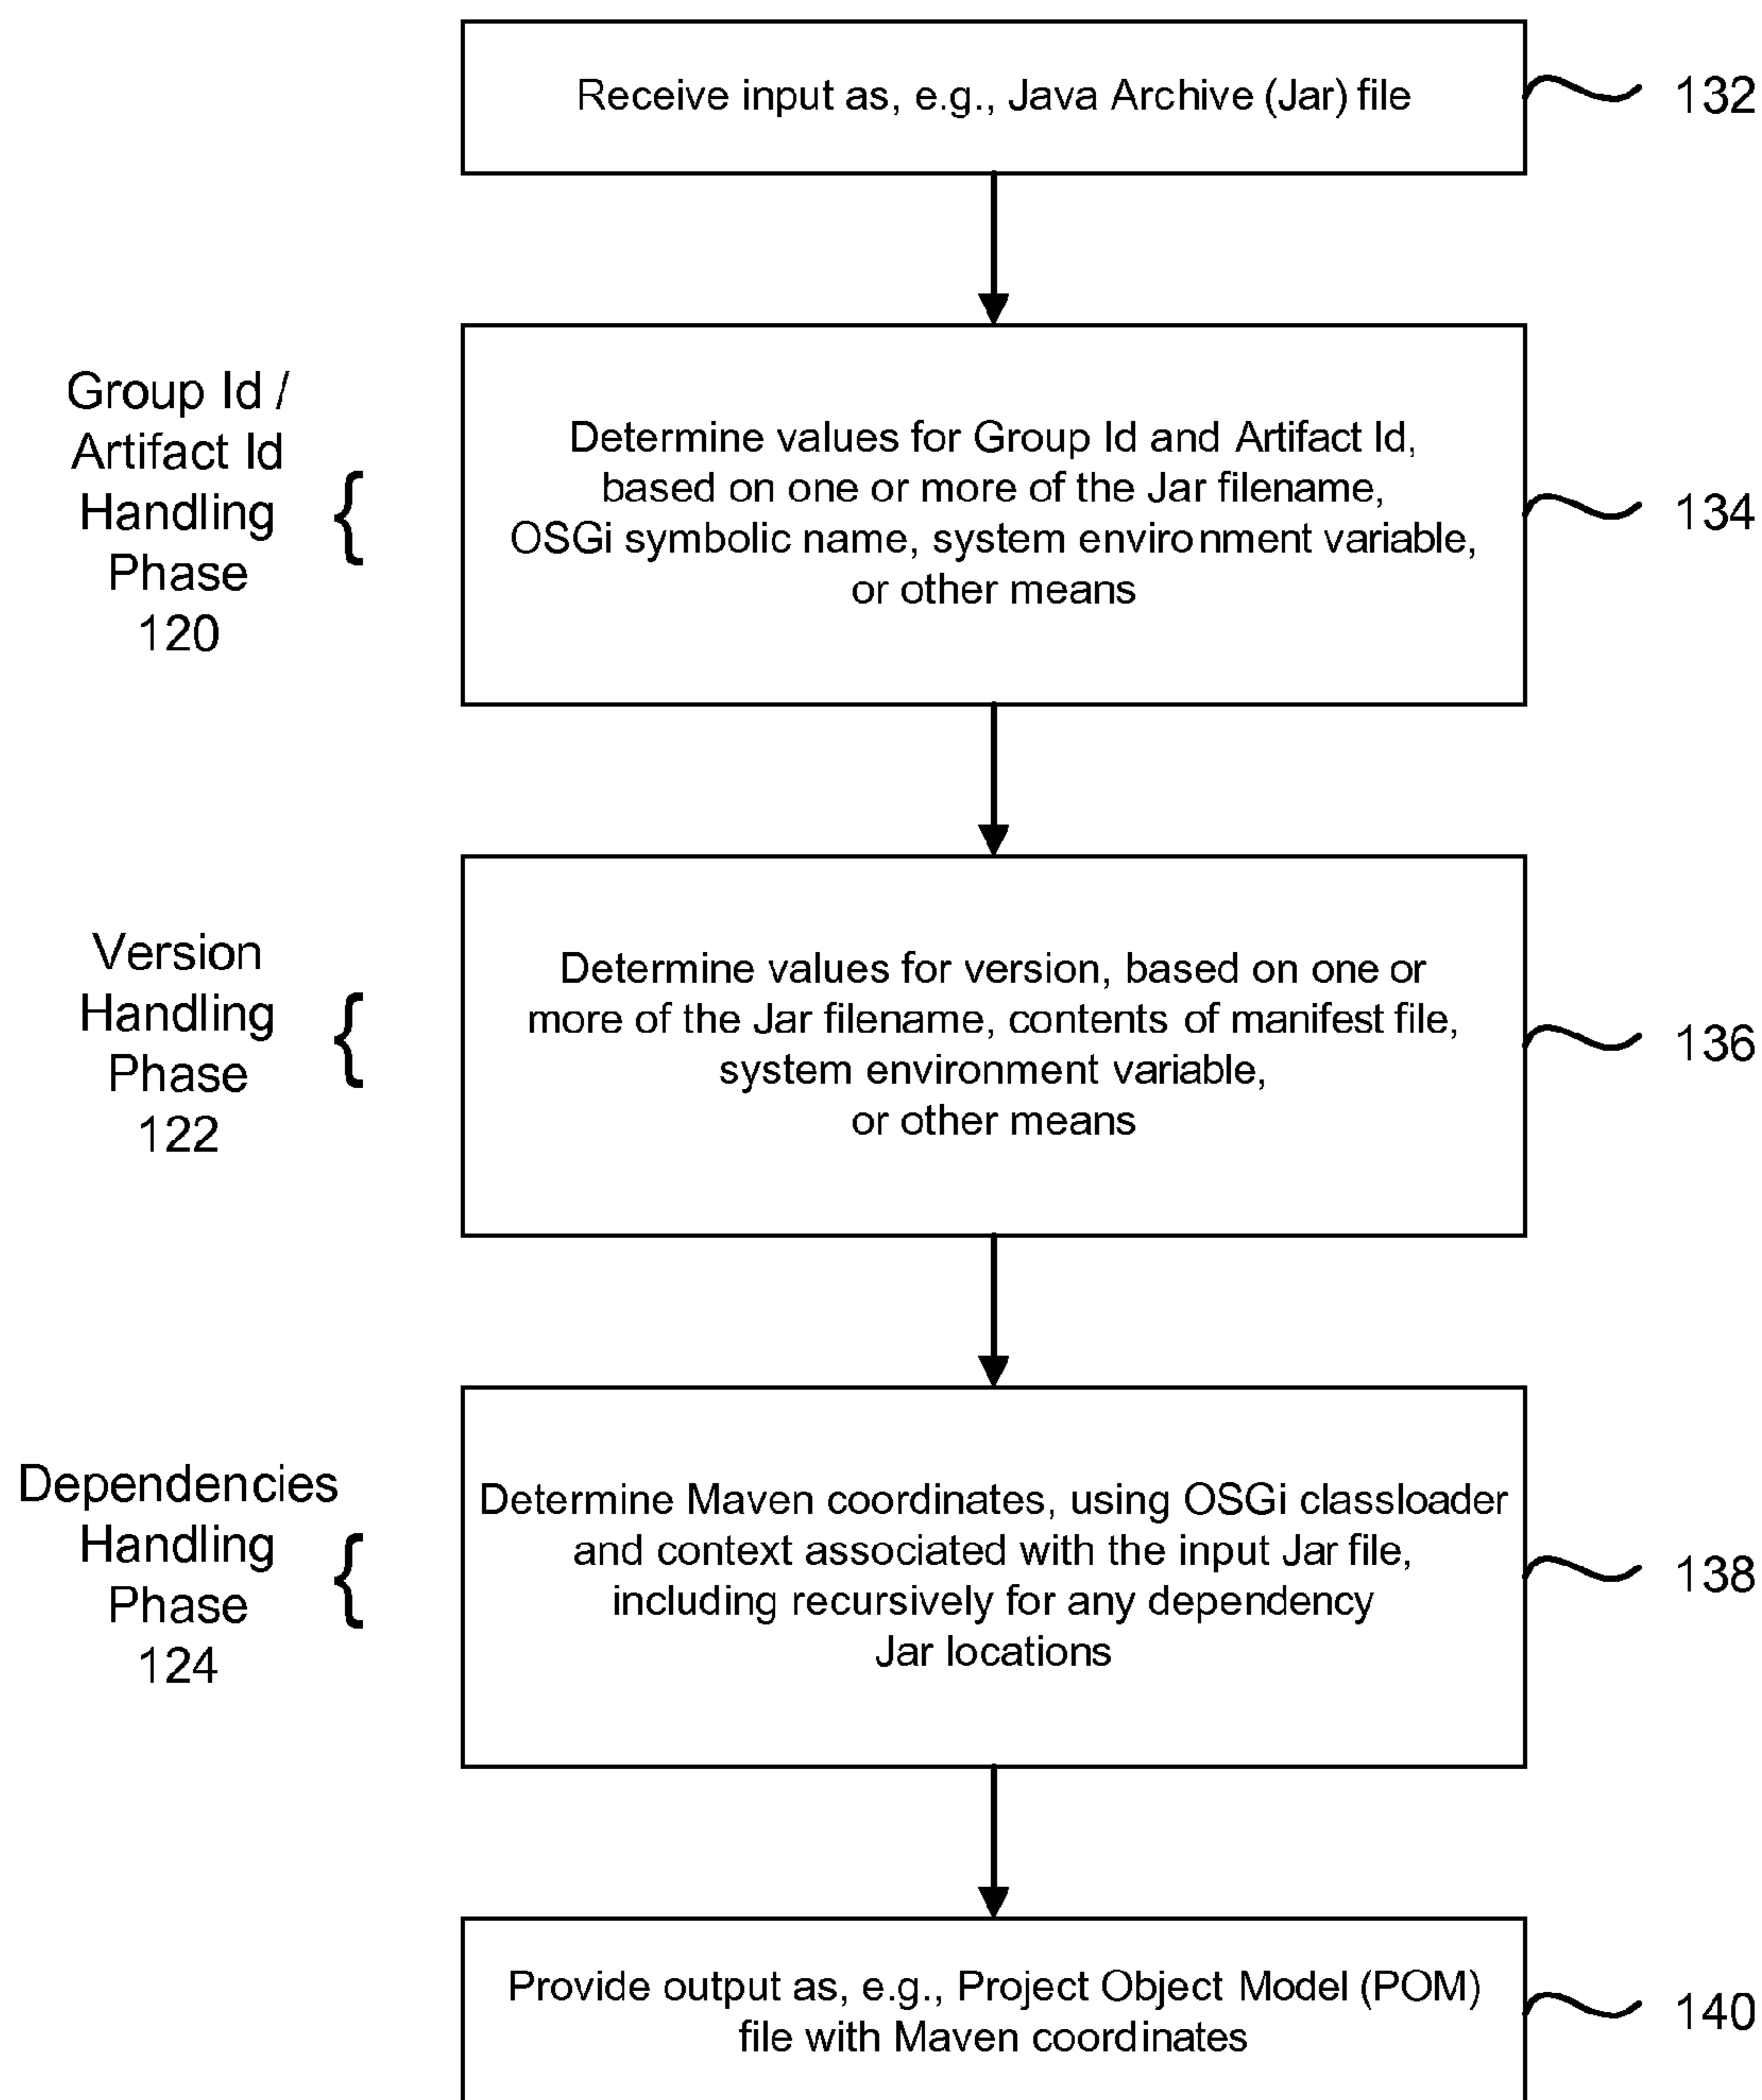 Receive input as, e.g., Java Archive (Jar) file
132
Group Id /
Artifact Id
Handling
Phase
120
{
Determine values for Group Id and Artifact Id,
based on one or more of the Jar filename,
OSGi symbolic name, system environment variable,
or other means
134
Version
Handling
Phase
122
{
Determine values for version, based on one or
more of the Jar filename, contents of manifest file,
system environment variable,
or other means
136
Dependencies
Handling
Phase
124
{
Determine Maven coordinates, using OSGi classloader
and context associated with the input Jar file,
including recursively for any dependency
Jar locations
138
Provide output as, e.g., Project Object Model (POM)
file with Maven coordinates
140